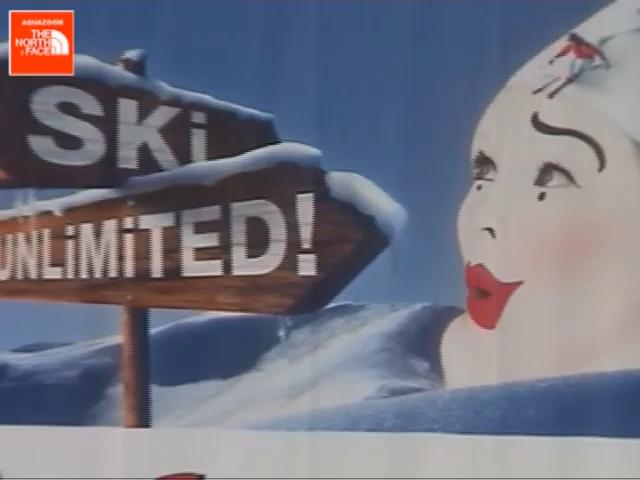 AQUAZOOM
THE
NORTH
FACE
SKi
UNLiMiTED!